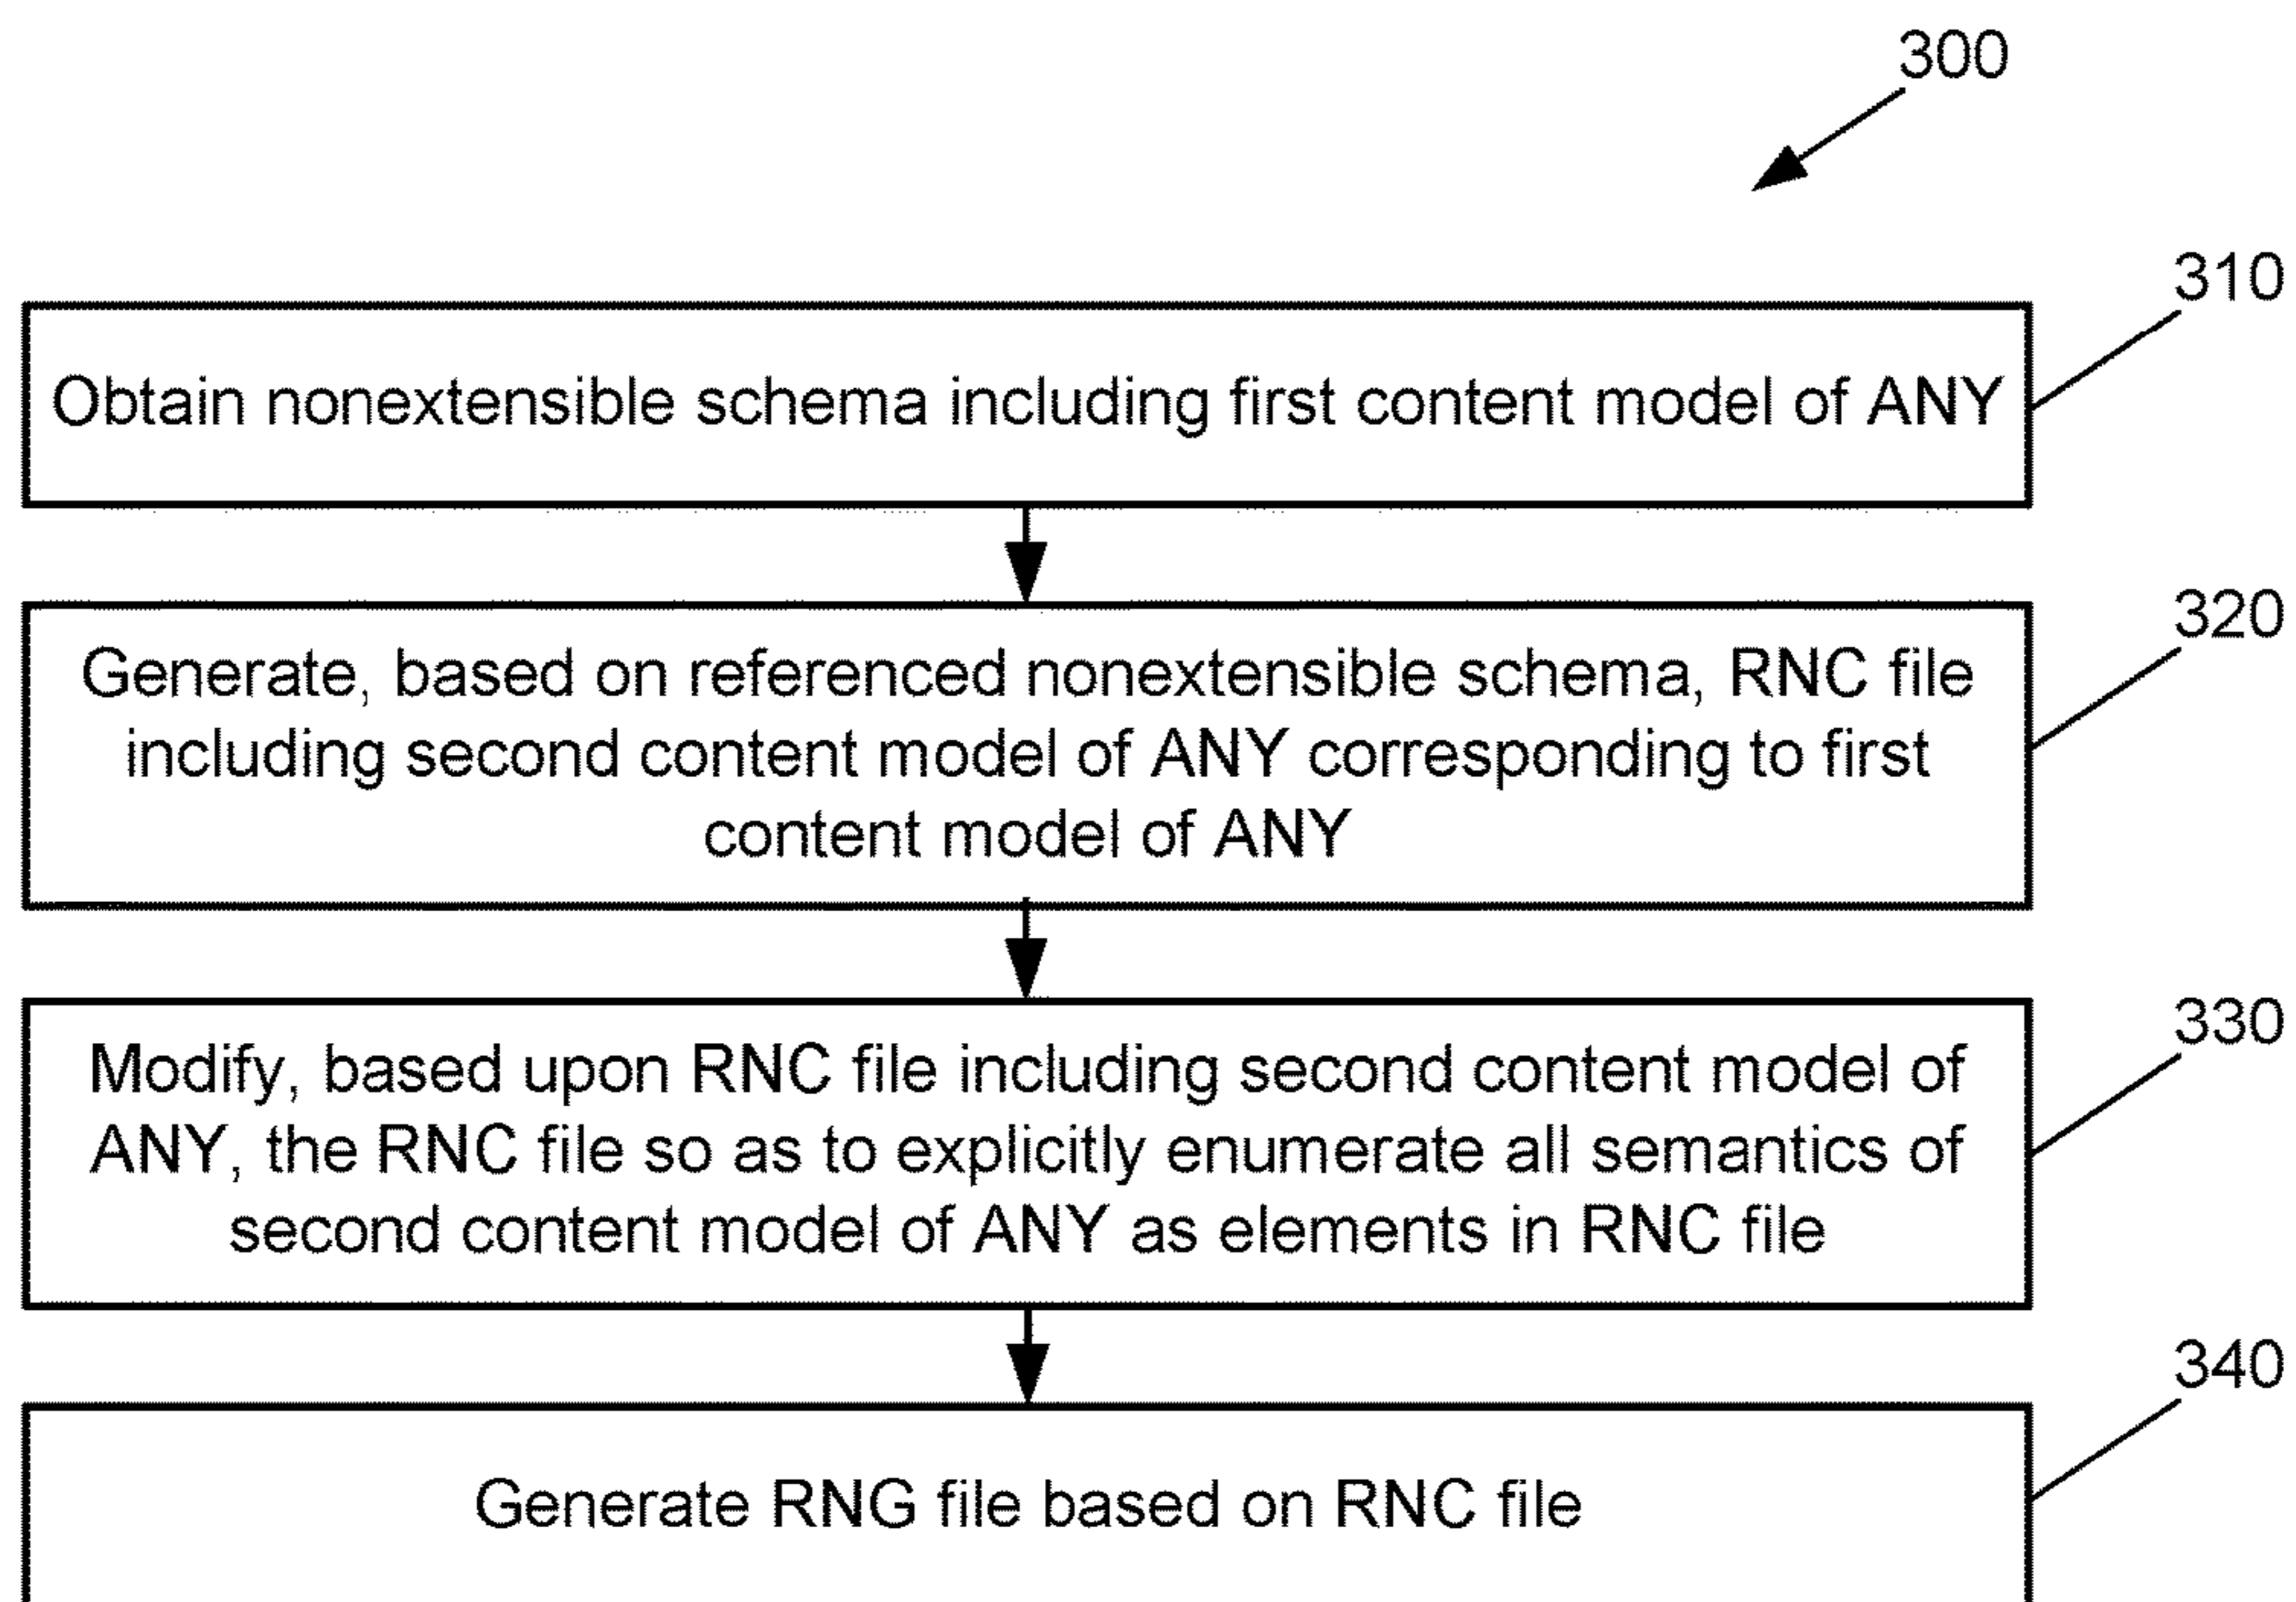 300
310
Obtain nonextensible schema including first content model of ANY
320
Generate, based on referenced nonextensible schema, RNC file
including second content model of ANY corresponding to first
content model of ANY
330
Modify, based upon RNC file including second content model of
ANY, the RNC file so as to explicitly enumerate all semantics of
second content model of ANY as elements in RNC file
340
Generate RNG file based on RNC file